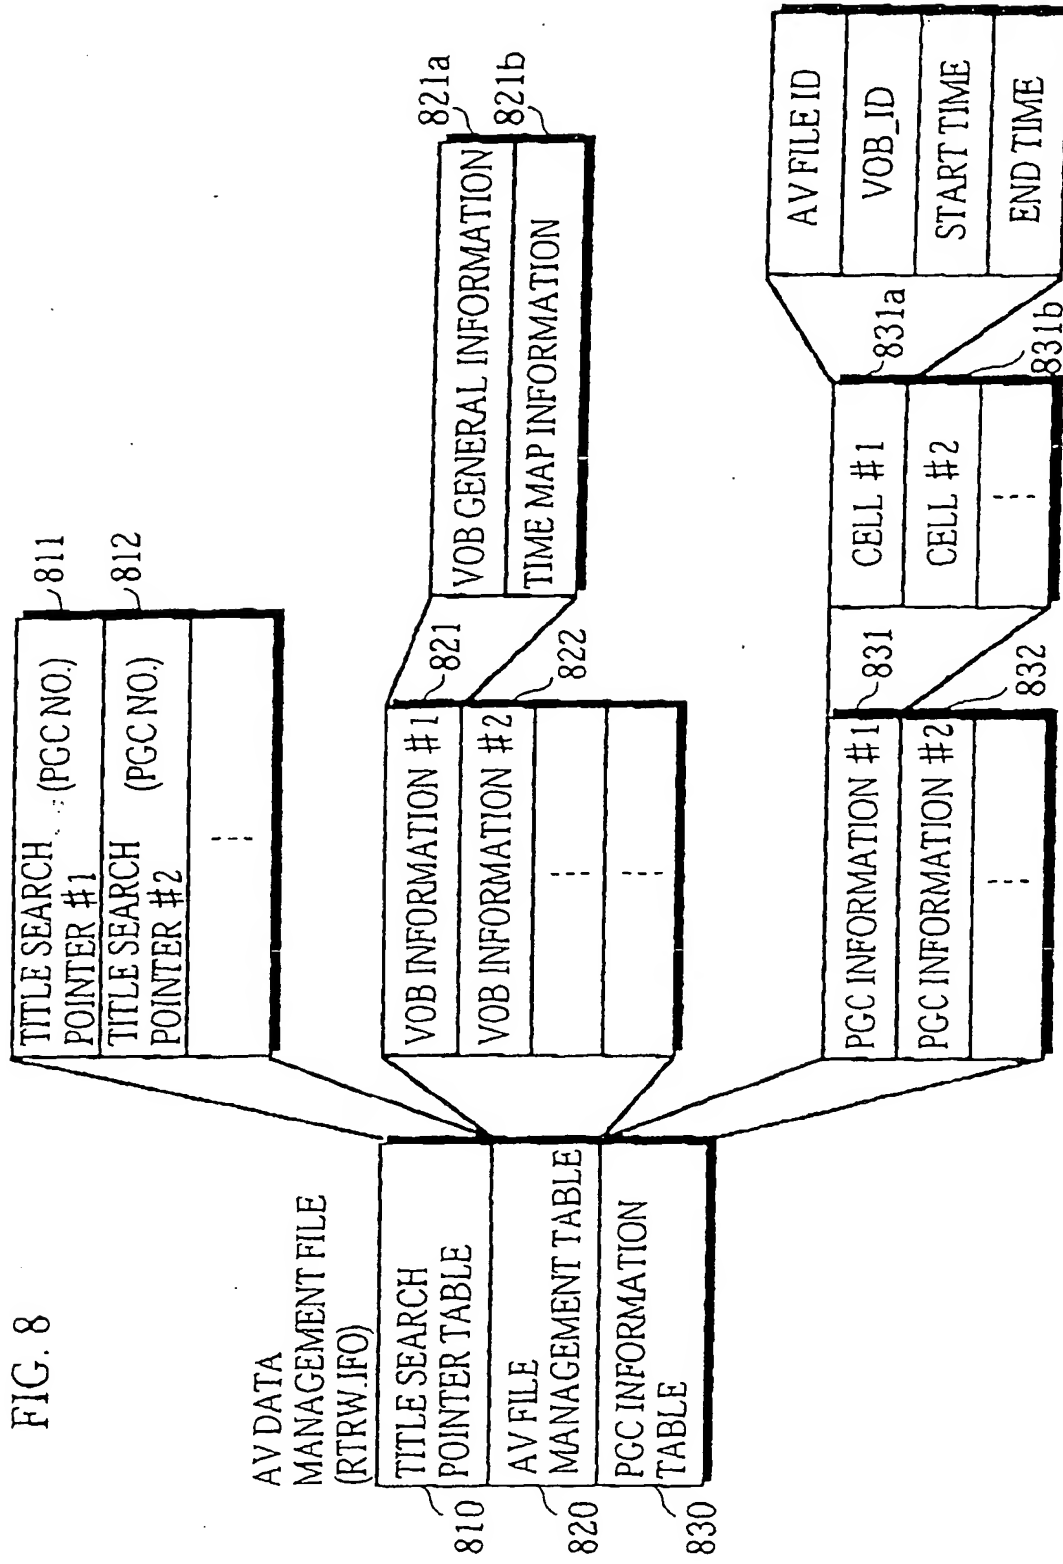 FIG. 8
AV DATA
MANAGEMENT FILE
(RTRW.IFO)
TITLE SEARCH
POINTER TABLE
810
AV FILE
MANAGEMENT TABLE
820
PGC INFORMATION
TABLE
830
TITLE SEARCH
POINTER #1 (PGC NO.)
811
TITLE SEARCH
POINTER #2 (PGC NO.)
812
VOB INFORMATION #1
821
VOB INFORMATION #2
822
VOB GENERAL INFORMATION
821a
TIME MAP INFORMATION
821b
PGC INFORMATION #1
831
PGC INFORMATION #2
832
CELL #1
831a
CELL #2
831b
AV FILE ID
VOB_ID
START TIME
END TIME